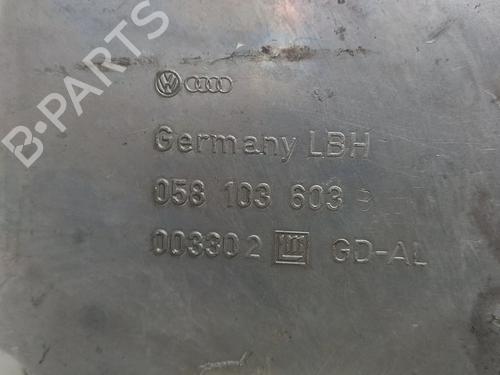 B-PARTS
Germany LBH
058 103 603 B
003302 GD-AL